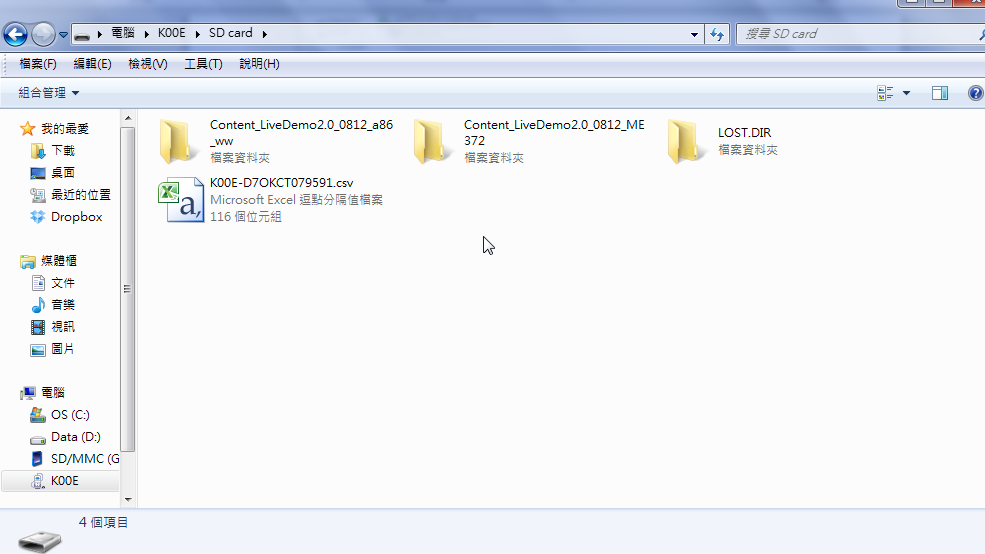 電腦 K00E SD card
搜尋 SD card
檔案(F) 編輯(E) 檢視(V) 工具(T) 說明(H)
組合管理
我的最愛
下載
桌面
最近的位置
Dropbox
媒體櫃
文件
音樂
視訊
圖片
電腦
OS (C:)
Data (D:)
SD/MMC (G
K00E
Content_LiveDemo2.0_0812_a86
_ww
檔案資料夾
Content_LiveDemo2.0_0812_ME
372
檔案資料夾
LOST.DIR
檔案資料夾
K00E-D7OKCT079591.csv
Microsoft Excel 逗點分隔值檔案
116 個位元組
4 個項目